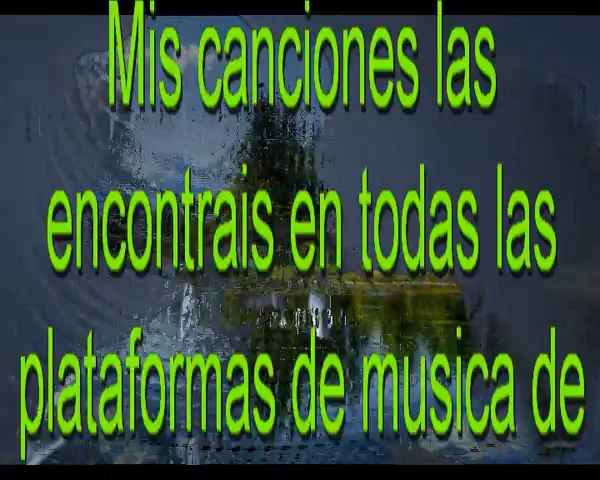 Mis canciones las
encontrais en todas las
plataformas de musica de